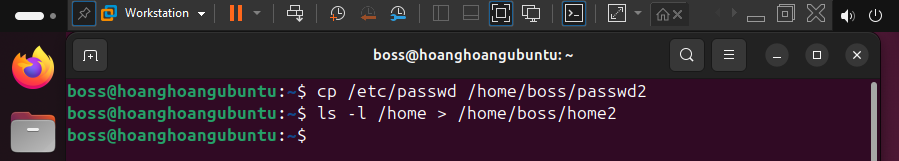 Workstation
boss@hoanghoangubuntu: ~
boss@hoanghoangubuntu:~$ cp /etc/passwd /home/boss/passwd2
boss@hoanghoangubuntu:~$ ls -l /home > /home/boss/home2
boss@hoanghoangubuntu:~$